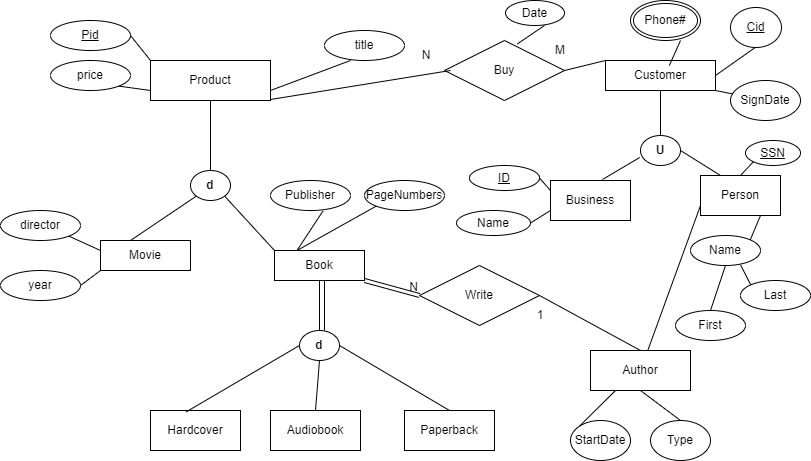 Date
Phone#
Cid
Pid
title
N
M
price
Product
Buy
Customer
SignDate
d
U
SSN
ID
Publisher
PageNumbers
Business
Person
director
Name
Movie
Book
Name
year
N
Write
Last
1
First
d
Author
Hardcover
Audiobook
Paperback
StartDate
Type